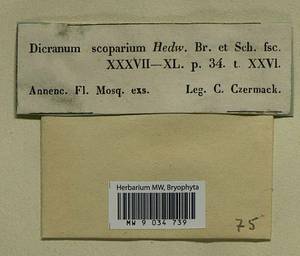 Dicranum scoparium Hedw. Br. et Sch. fsc.
XXXVII—XL. p. 34. t. XXVI.
Annenc. Fl. Mosq. exs. Leg. C. Czermack.
Herbarium MW, Bryophyta
MW 9 034 739
75